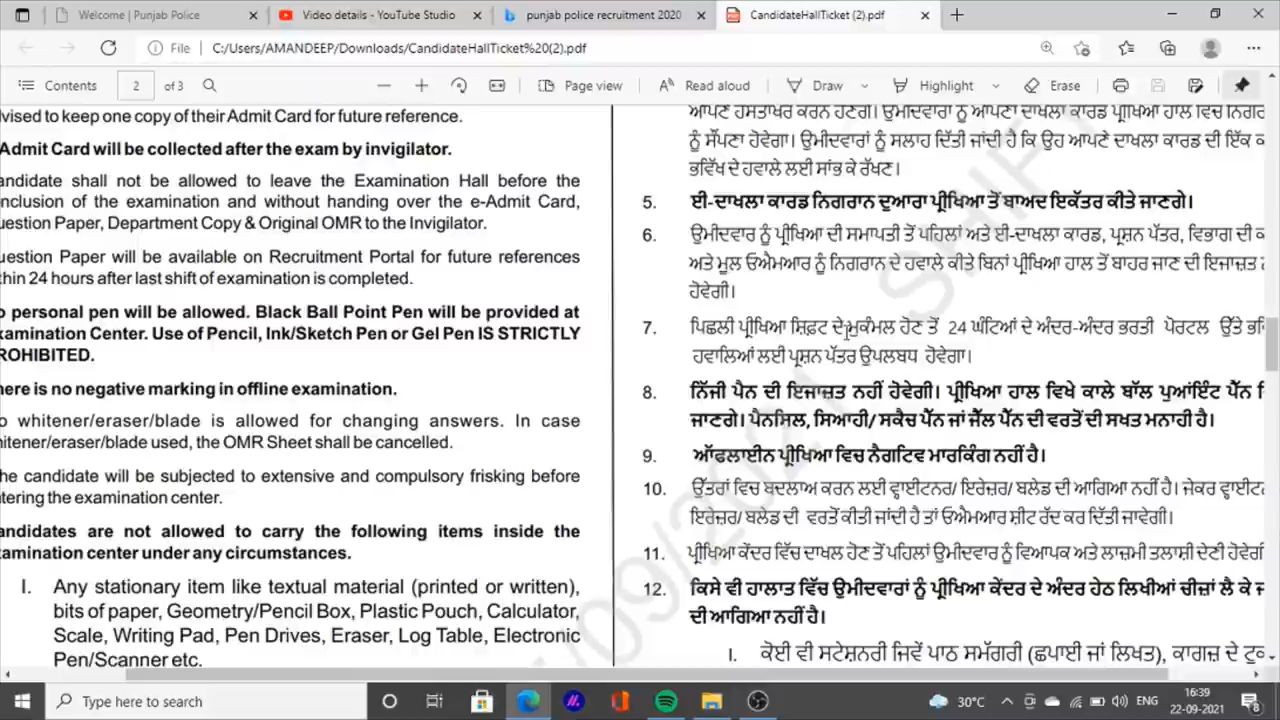 Welcome | Punjab Police
Video details - YouTube Studio
punjab police recruitment 2020
CandidateHallTicket (2).pdf
File
C:/Users/AMANDEEP/Downloads/CandidateHallTicket%20(2).pdf
Contents
2
of 3
Page view
Read aloud
Draw
Highlight
Erase
vised to keep one copy of their Admit Card for future reference.
Admit Card will be collected after the exam by invigilator.
andidate shall not be allowed to leave the Examination Hall before the
nclusion of the examination and without handing over the e-Admit Card,
uestion Paper, Department Copy & Original OMR to the Invigilator.
uestion Paper will be available on Recruitment Portal for future references
thin 24 hours after last shift of examination is completed.
o personal pen will be allowed. Black Ball Point Pen will be provided at
xamination Center. Use of Pencil, Ink/Sketch Pen or Gel Pen IS STRICTLY
ROHIBITED.
here is no negative marking in offline examination.
o whitener/eraser/blade is allowed for changing answers. In case
hitener/eraser/blade used, the OMR Sheet shall be cancelled.
he candidate will be subjected to extensive and compulsory frisking before
ntering the examination center.
andidates are not allowed to carry the following items inside the
xamination center under any circumstances.
I. Any stationary item like textual material (printed or written),
bits of paper, Geometry/Pencil Box, Plastic Pouch, Calculator,
Scale, Writing Pad, Pen Drives, Eraser, Log Table, Electronic
Pen/Scanner etc.
ਆਪਣੇ ਹਸਤਾਖਰ ਕਰਨ ਹੋਣਗੇ। ਉਮੀਦਵਾਰਾਂ ਨੂੰ ਆਪਣਾ ਦਾਖਲਾ ਕਾਰਡ ਪ੍ਰੀਖਿਆ ਹਾਲ ਵਿਚ ਨਿਗਰ
ਨੂੰ ਸੌਂਪਣਾ ਹੋਵੇਗਾ। ਉਮੀਦਵਾਰਾਂ ਨੂੰ ਸਲਾਹ ਦਿੱਤੀ ਜਾਂਦੀ ਹੈ ਕਿ ਉਹ ਆਪਣੇ ਦਾਖਲਾ ਕਾਰਡ ਦੀ ਇੱਕ ਕ
ਭਵਿੱਖ ਦੇ ਹਵਾਲੇ ਲਈ ਸਾਂਭ ਕੇ ਰੱਖਣ।
5. ਈ-ਦਾਖਲਾ ਕਾਰਡ ਨਿਗਰਾਨ ਦੁਆਰਾ ਪ੍ਰੀਖਿਆ ਤੋਂ ਬਾਅਦ ਇਕੱਤਰ ਕੀਤੇ ਜਾਣਗੇ।
6. ਉਮੀਦਵਾਰ ਨੂੰ ਪ੍ਰੀਖਿਆ ਦੀ ਸਮਾਪਤੀ ਤੋਂ ਪਹਿਲਾਂ ਅਤੇ ਈ-ਦਾਖਲਾ ਕਾਰਡ, ਪ੍ਰਸ਼ਨ ਪੱਤਰ, ਵਿਭਾਗ ਦੀ ਕ
ਅਤੇ ਮੂਲ ਓਐਮਆਰ ਨੂੰ ਨਿਗਰਾਨ ਦੇ ਹਵਾਲੇ ਕੀਤੇ ਬਿਨਾਂ ਪ੍ਰੀਖਿਆ ਹਾਲ ਤੋਂ ਬਾਹਰ ਜਾਣ ਦੀ ਇਜਾਜ਼ਤ
ਹੋਵੇਗੀ।
7. ਪਿਛਲੀ ਪ੍ਰੀਖਿਆ ਸ਼ਿਫ਼ਟ ਦੇ ਮੁਕੰਮਲ ਹੋਣ ਤੋਂ 24 ਘੰਟਿਆਂ ਦੇ ਅੰਦਰ-ਅੰਦਰ ਭਰਤੀ ਪੋਰਟਲ ਉੱਤੇ ਭਵਿ
ਹਵਾਲਿਆਂ ਲਈ ਪ੍ਰਸ਼ਨ ਪੱਤਰ ਉਪਲਬਧ ਹੋਵੇਗਾ।
8. ਨਿੱਜੀ ਪੈਨ ਦੀ ਇਜਾਜ਼ਤ ਨਹੀਂ ਹੋਵੇਗੀ। ਪ੍ਰੀਖਿਆ ਹਾਲ ਵਿਖੇ ਕਾਲੇ ਬਾੱਲ ਪੁਆਇੰਟ ਪੈੱਨ
ਜਾਣਗੇ। ਪੈਨਸਿਲ, ਸਿਆਹੀ/ ਸਕੈਚ ਪੈੱਨ ਜਾਂ ਜੈੱਲ ਪੈੱਨ ਦੀ ਵਰਤੋਂ ਦੀ ਸਖਤ ਮਨਾਹੀ ਹੈ।
9. ਔਫਲਾਈਨ ਪ੍ਰੀਖਿਆ ਵਿਚ ਨੈਗਟਿਵ ਮਾਰਕਿੰਗ ਨਹੀਂ ਹੈ।
10. ਉੱਤਰਾਂ ਵਿਚ ਬਦਲਾਅ ਕਰਨ ਲਈ ਵ੍ਹਾਈਟਨਰ/ ਇਰੇਜ਼ਰ/ ਬਲੇਡ ਦੀ ਆਗਿਆ ਨਹੀਂ ਹੈ। ਜੇਕਰ ਵ੍ਹਾਈਟ
ਇਰੇਜ਼ਰ/ ਬਲੇਡ ਦੀ ਵਰਤੋਂ ਕੀਤੀ ਜਾਂਦੀ ਹੈ ਤਾਂ ਓਐਮਆਰ ਸ਼ੀਟ ਰੱਦ ਕਰ ਦਿੱਤੀ ਜਾਵੇਗੀ।
11. ਪ੍ਰੀਖਿਆ ਕੇਂਦਰ ਵਿੱਚ ਦਾਖਲ ਹੋਣ ਤੋਂ ਪਹਿਲਾਂ ਉਮੀਦਵਾਰ ਨੂੰ ਵਿਆਪਕ ਅਤੇ ਲਾਜ਼ਮੀ ਤਲਾਸ਼ੀ ਦੇਣੀ ਹੋਵੇਗੀ
12. ਕਿਸੇ ਵੀ ਹਾਲਾਤ ਵਿੱਚ ਉਮੀਦਵਾਰਾਂ ਨੂੰ ਪ੍ਰੀਖਿਆ ਕੇਂਦਰ ਦੇ ਅੰਦਰ ਹੇਠ ਲਿਖੀਆਂ ਚੀਜ਼ਾਂ ਲੈ ਕੇ ਜ
ਦੀ ਆਗਿਆ ਨਹੀਂ ਹੈ।
I. ਕੋਈ ਵੀ ਸਟੇਸ਼ਨਰੀ ਜਿਵੇਂ ਪਾਠ ਸਮੱਗਰੀ (ਛਪਾਈ ਜਾਂ ਲਿਖਤ), ਕਾਗਜ਼ ਦੇ ਟੁਕ
/09/2021, SHIFT
Type here to search
30°C
ENG
16:39
22-09-2021
8